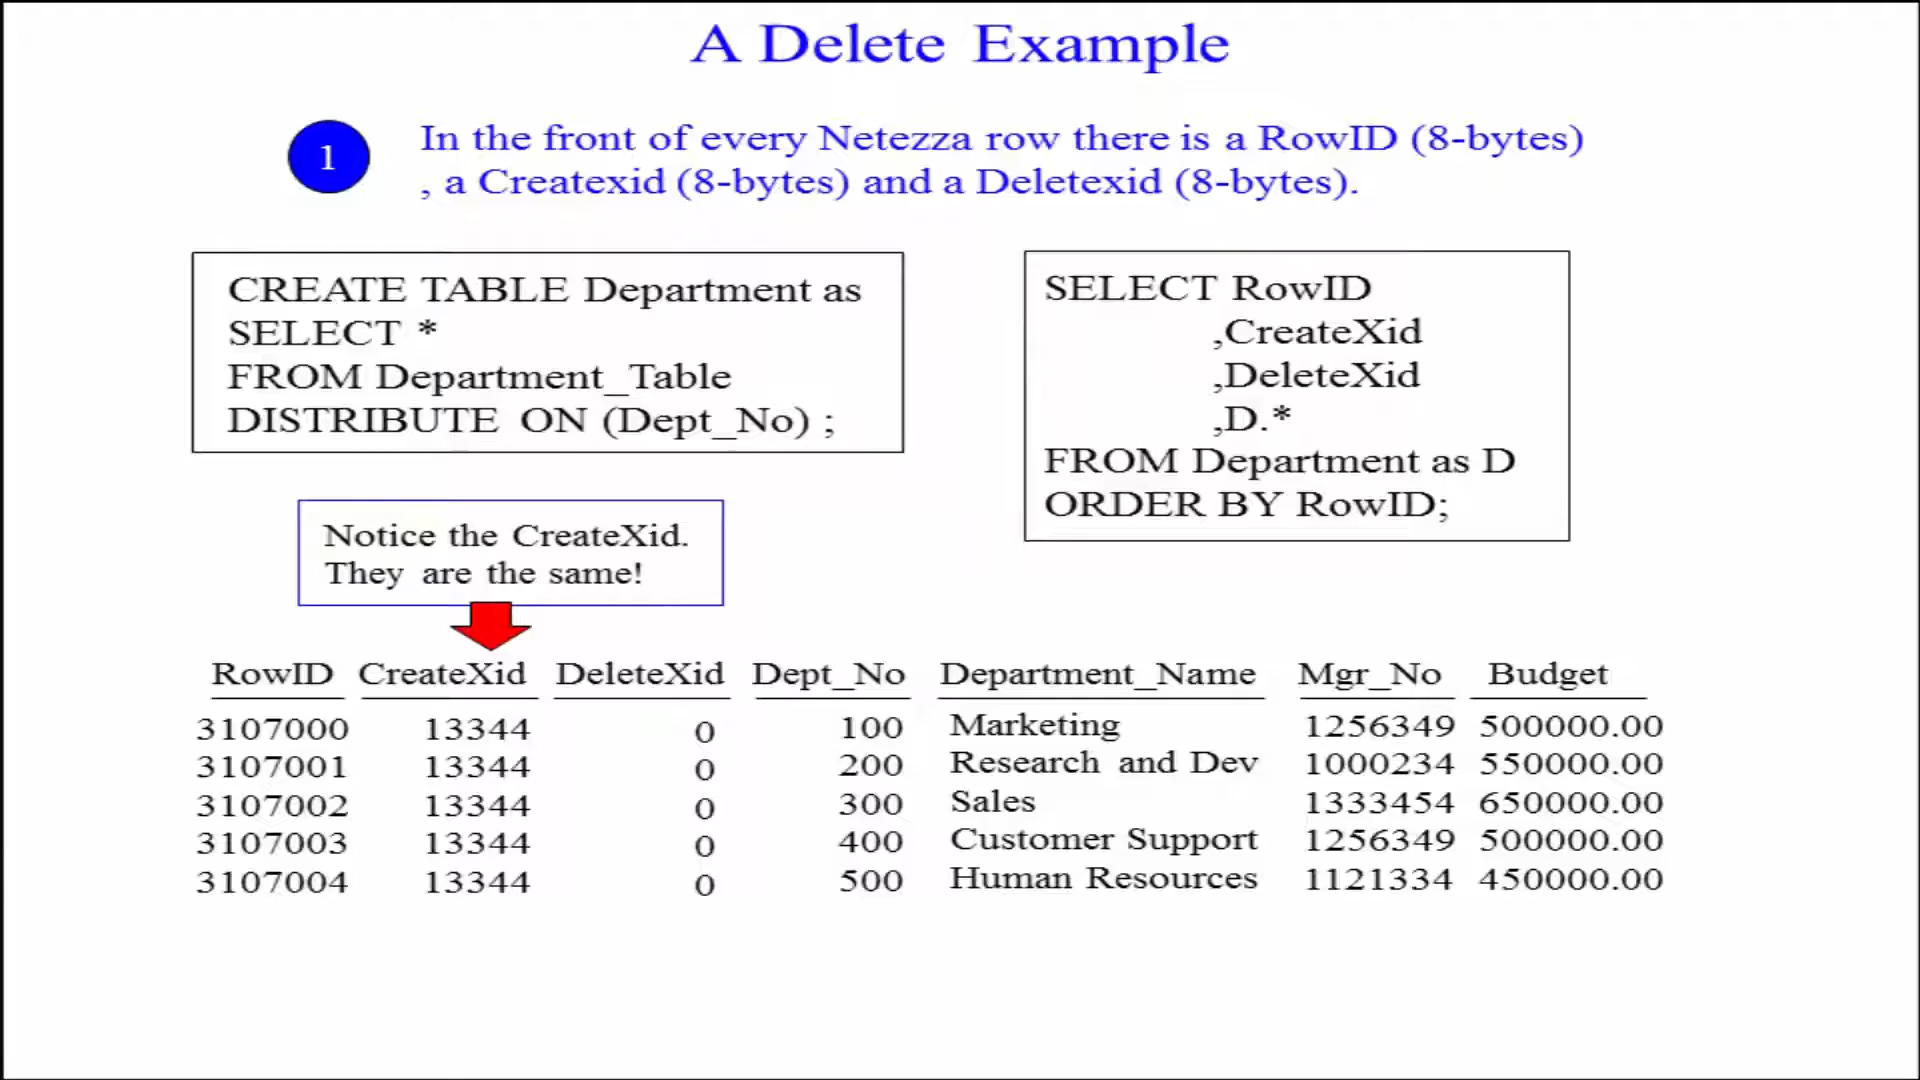 A Delete Example
1
In the front of every Netezza row there is a RowID (8-bytes)
, a Createxid (8-bytes) and a Deletexid (8-bytes).
CREATE TABLE Department as
SELECT *
FROM Department_Table
DISTRIBUTE ON (Dept_No) ;
SELECT RowID
,CreateXid
,DeleteXid
,D.*
FROM Department as D
ORDER BY RowID;
Notice the CreateXid.
They are the same!
RowID CreateXid DeleteXid Dept_No Department_Name Mgr_No Budget
3107000 13344 0 100 Marketing 1256349 500000.00
3107001 13344 0 200 Research and Dev 1000234 550000.00
3107002 13344 0 300 Sales 1333454 650000.00
3107003 13344 0 400 Customer Support 1256349 500000.00
3107004 13344 0 500 Human Resources 1121334 450000.00